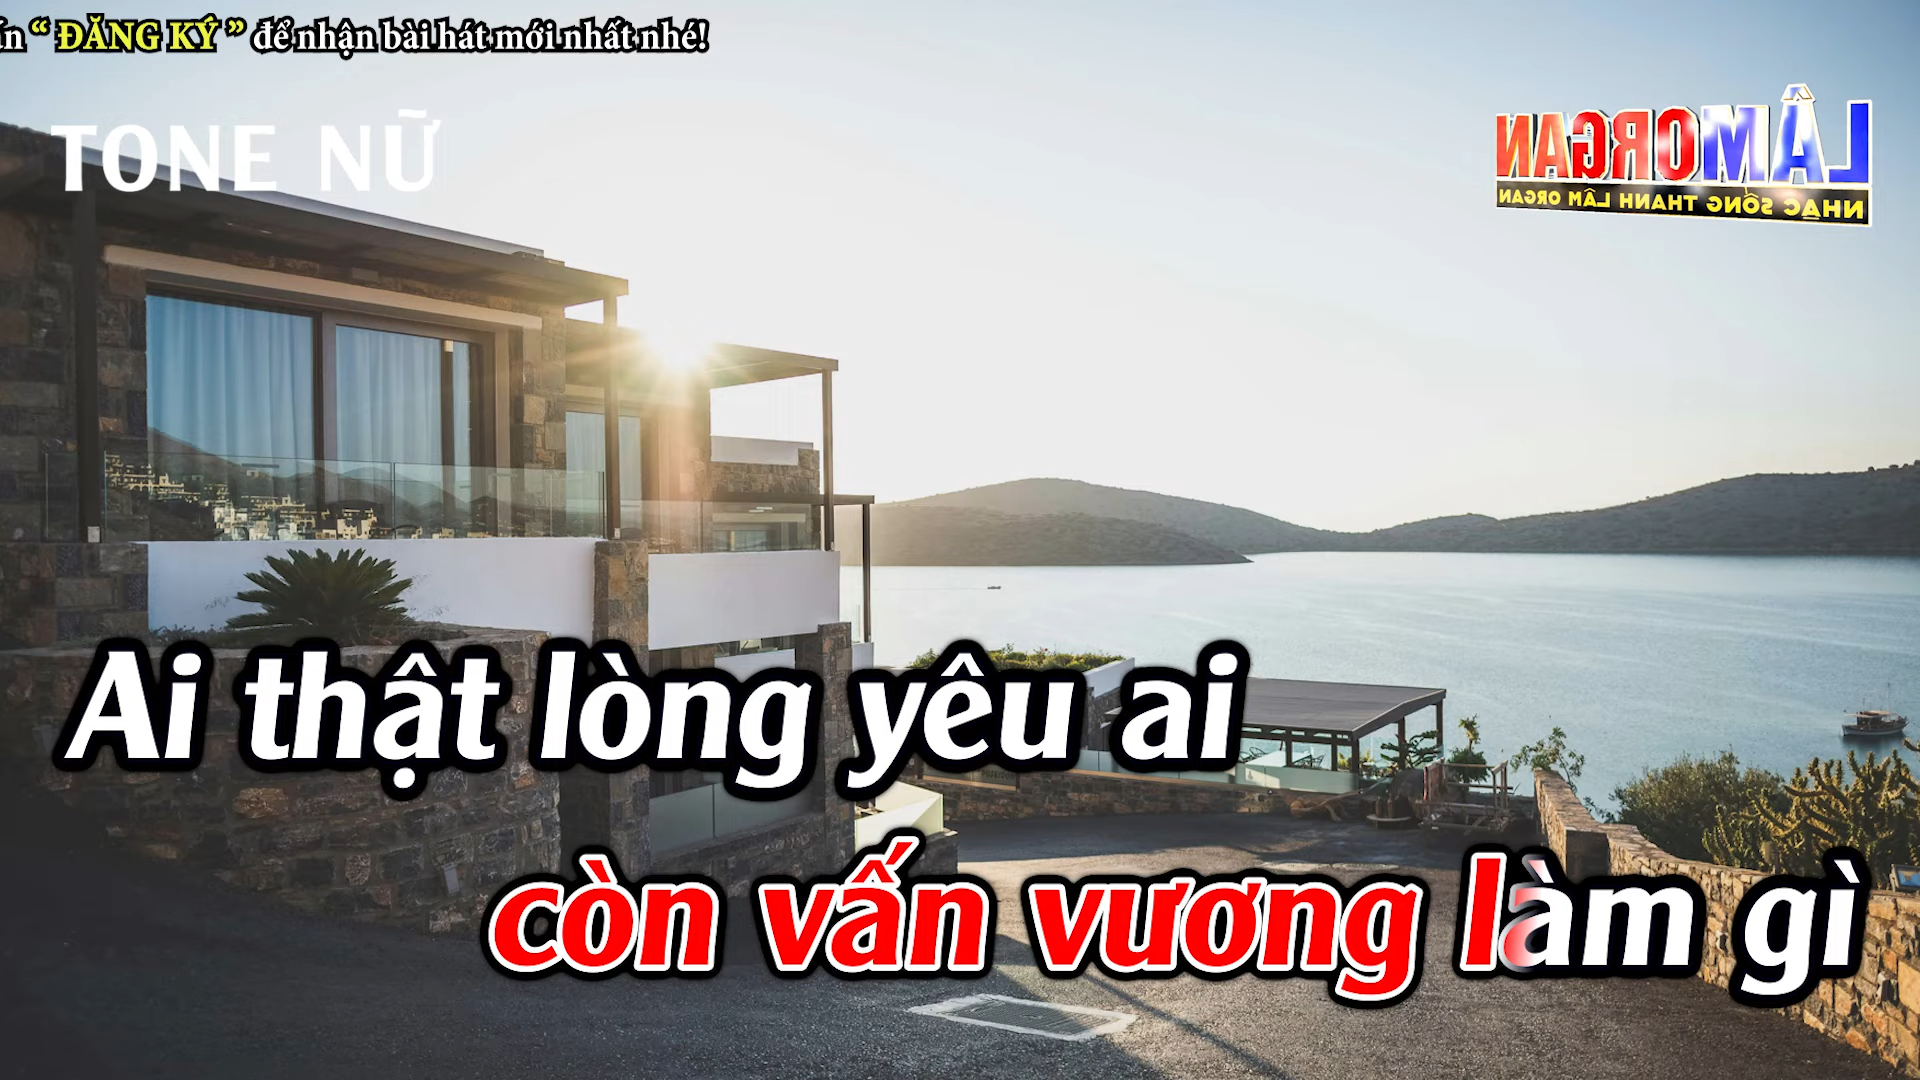 “ ĐĂNG KÝ ” để nhận bài hát mới nhất nhé!
TONE NỮ
LÂM ORGAN
NHẠC SỐNG THANH LÂM ORGAN
Ai thật lòng yêu ai
còn vấn vương làm gì